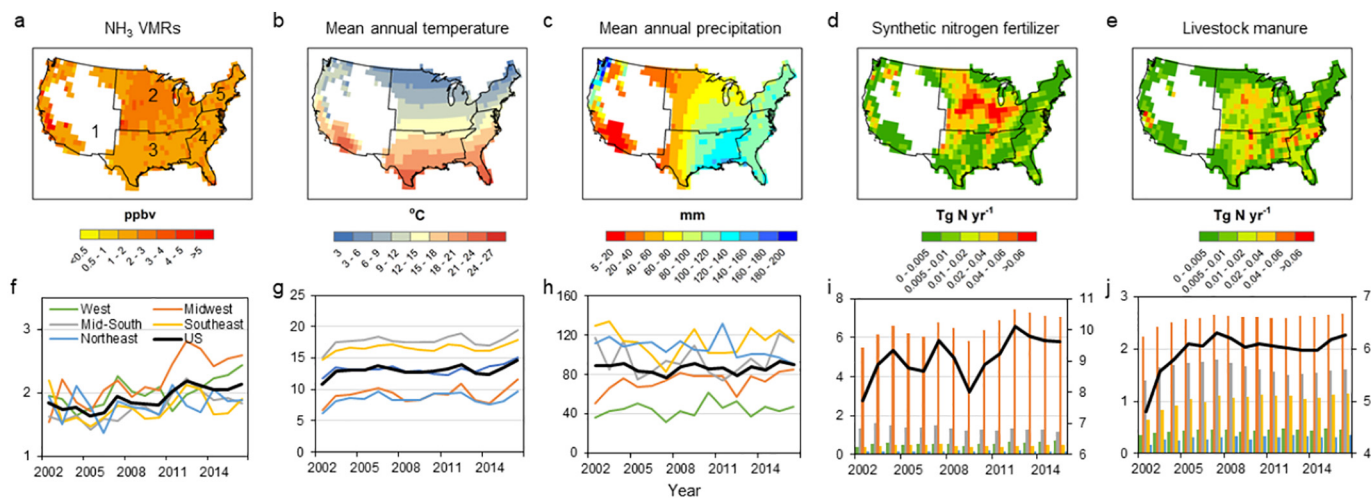 a NH₃ VMRs
b Mean annual temperature
c Mean annual precipitation
d Synthetic nitrogen fertilizer
e Livestock manure
1 2 3 4 5
ppbv
<0.5 0.5 - 1 1 - 2 2 - 3 3 - 4 4 - 5 >5
°C
3 3-6 6-9 9-12 12-15 15-18 18-21 21-24 24-27
mm
5 - 20 20 - 40 40 - 60 60 - 80 80 - 100 100 - 120 120 - 140 140 - 160 160 - 180 180 - 200
Tg N yr⁻¹
0 - 0.005 0.005 - 0.01 0.01 - 0.02 0.02 - 0.04 0.04 - 0.06 >0.06
Tg N yr⁻¹
0 - 0.005 0.005 - 0.01 0.01 - 0.02 0.02 - 0.04 0.04 - 0.06 >0.06
f
West Midwest
Mid-South Southeast
Northeast US
3
2
1
2002 2005 2008 2011 2014
g
25
20
15
10
5
0
2002 2005 2008 2011 2014
h
160
120
80
40
0
2002 2005 2008 2011 2014
i
8
6
4
2
0
11
10
9
8
7
6
2002 2005 2008 2011 2014
j
3
2
1
0
7
6
5
4
2002 2005 2008 2011 2014
Year